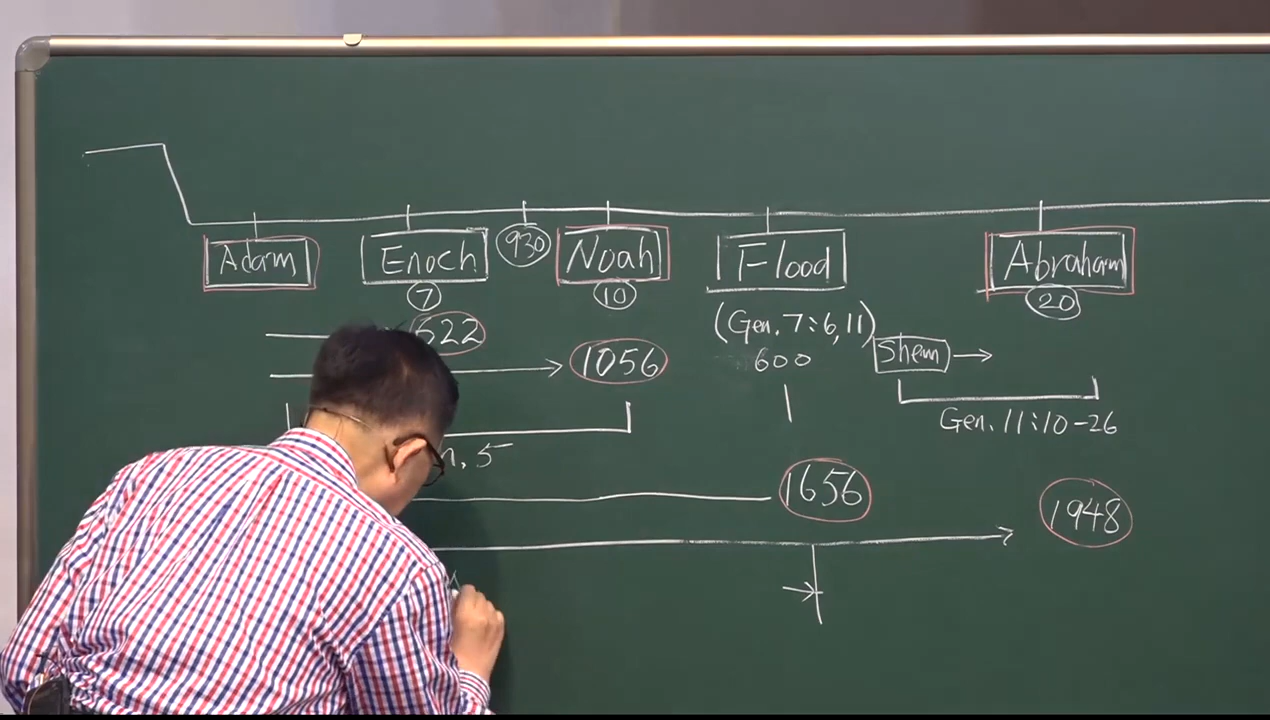 Adam Enoch 930 Noah Flood Abraham
7 10 20
622 (Gen. 7:6,11)
1056 600 Shem
Gen. 11:10-26
n. 5
1656 1948